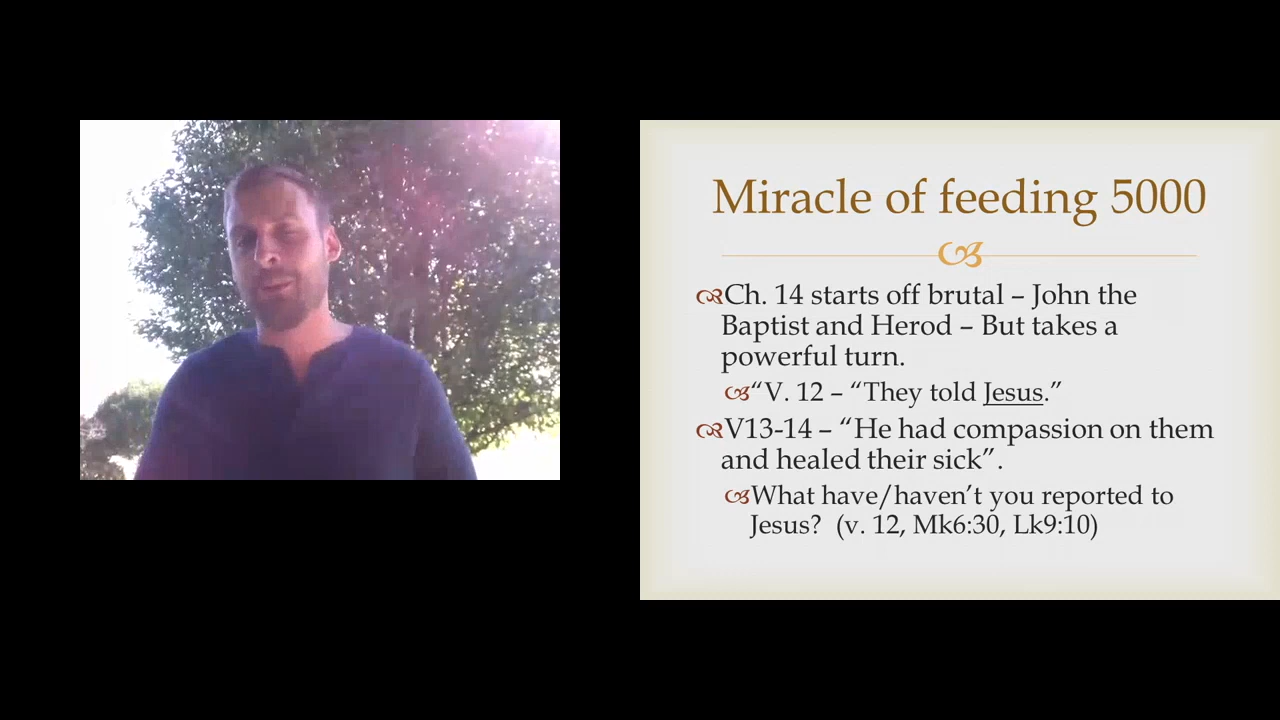 Miracle of feeding 5000
Ch. 14 starts off brutal – John the
Baptist and Herod – But takes a
powerful turn.
“V. 12 – “They told Jesus.”
V13-14 – “He had compassion on them
and healed their sick”.
What have/haven’t you reported to
Jesus?  (v. 12, Mk6:30, Lk9:10)